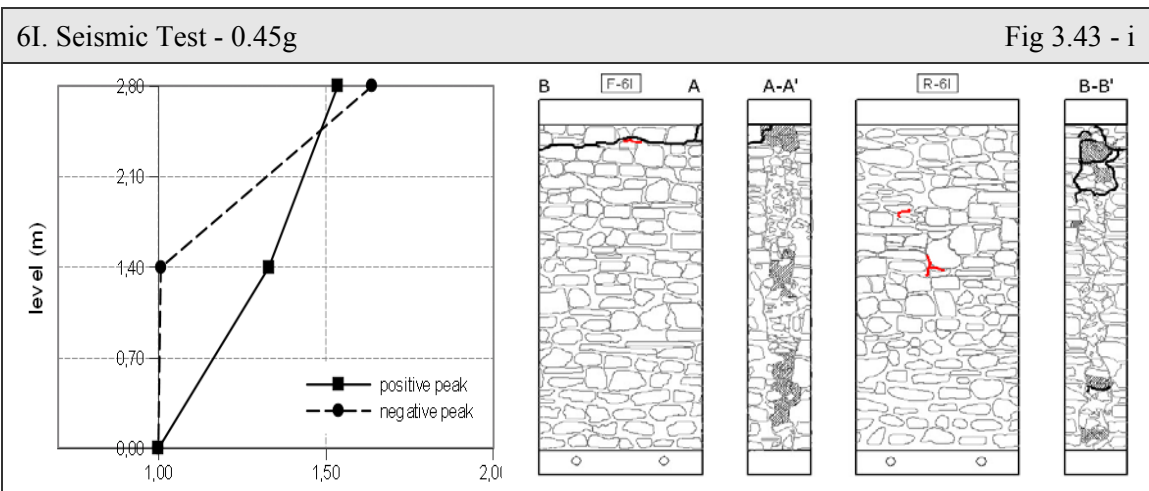 6I. Seismic Test - 0.45g Fig 3.43 - i
2,80
2,10
1,40
0,70
0,00
level (m)
1,00 1,50 2,00
positive peak
negative peak
B F-6I A
A-A'
R-6I
B-B'